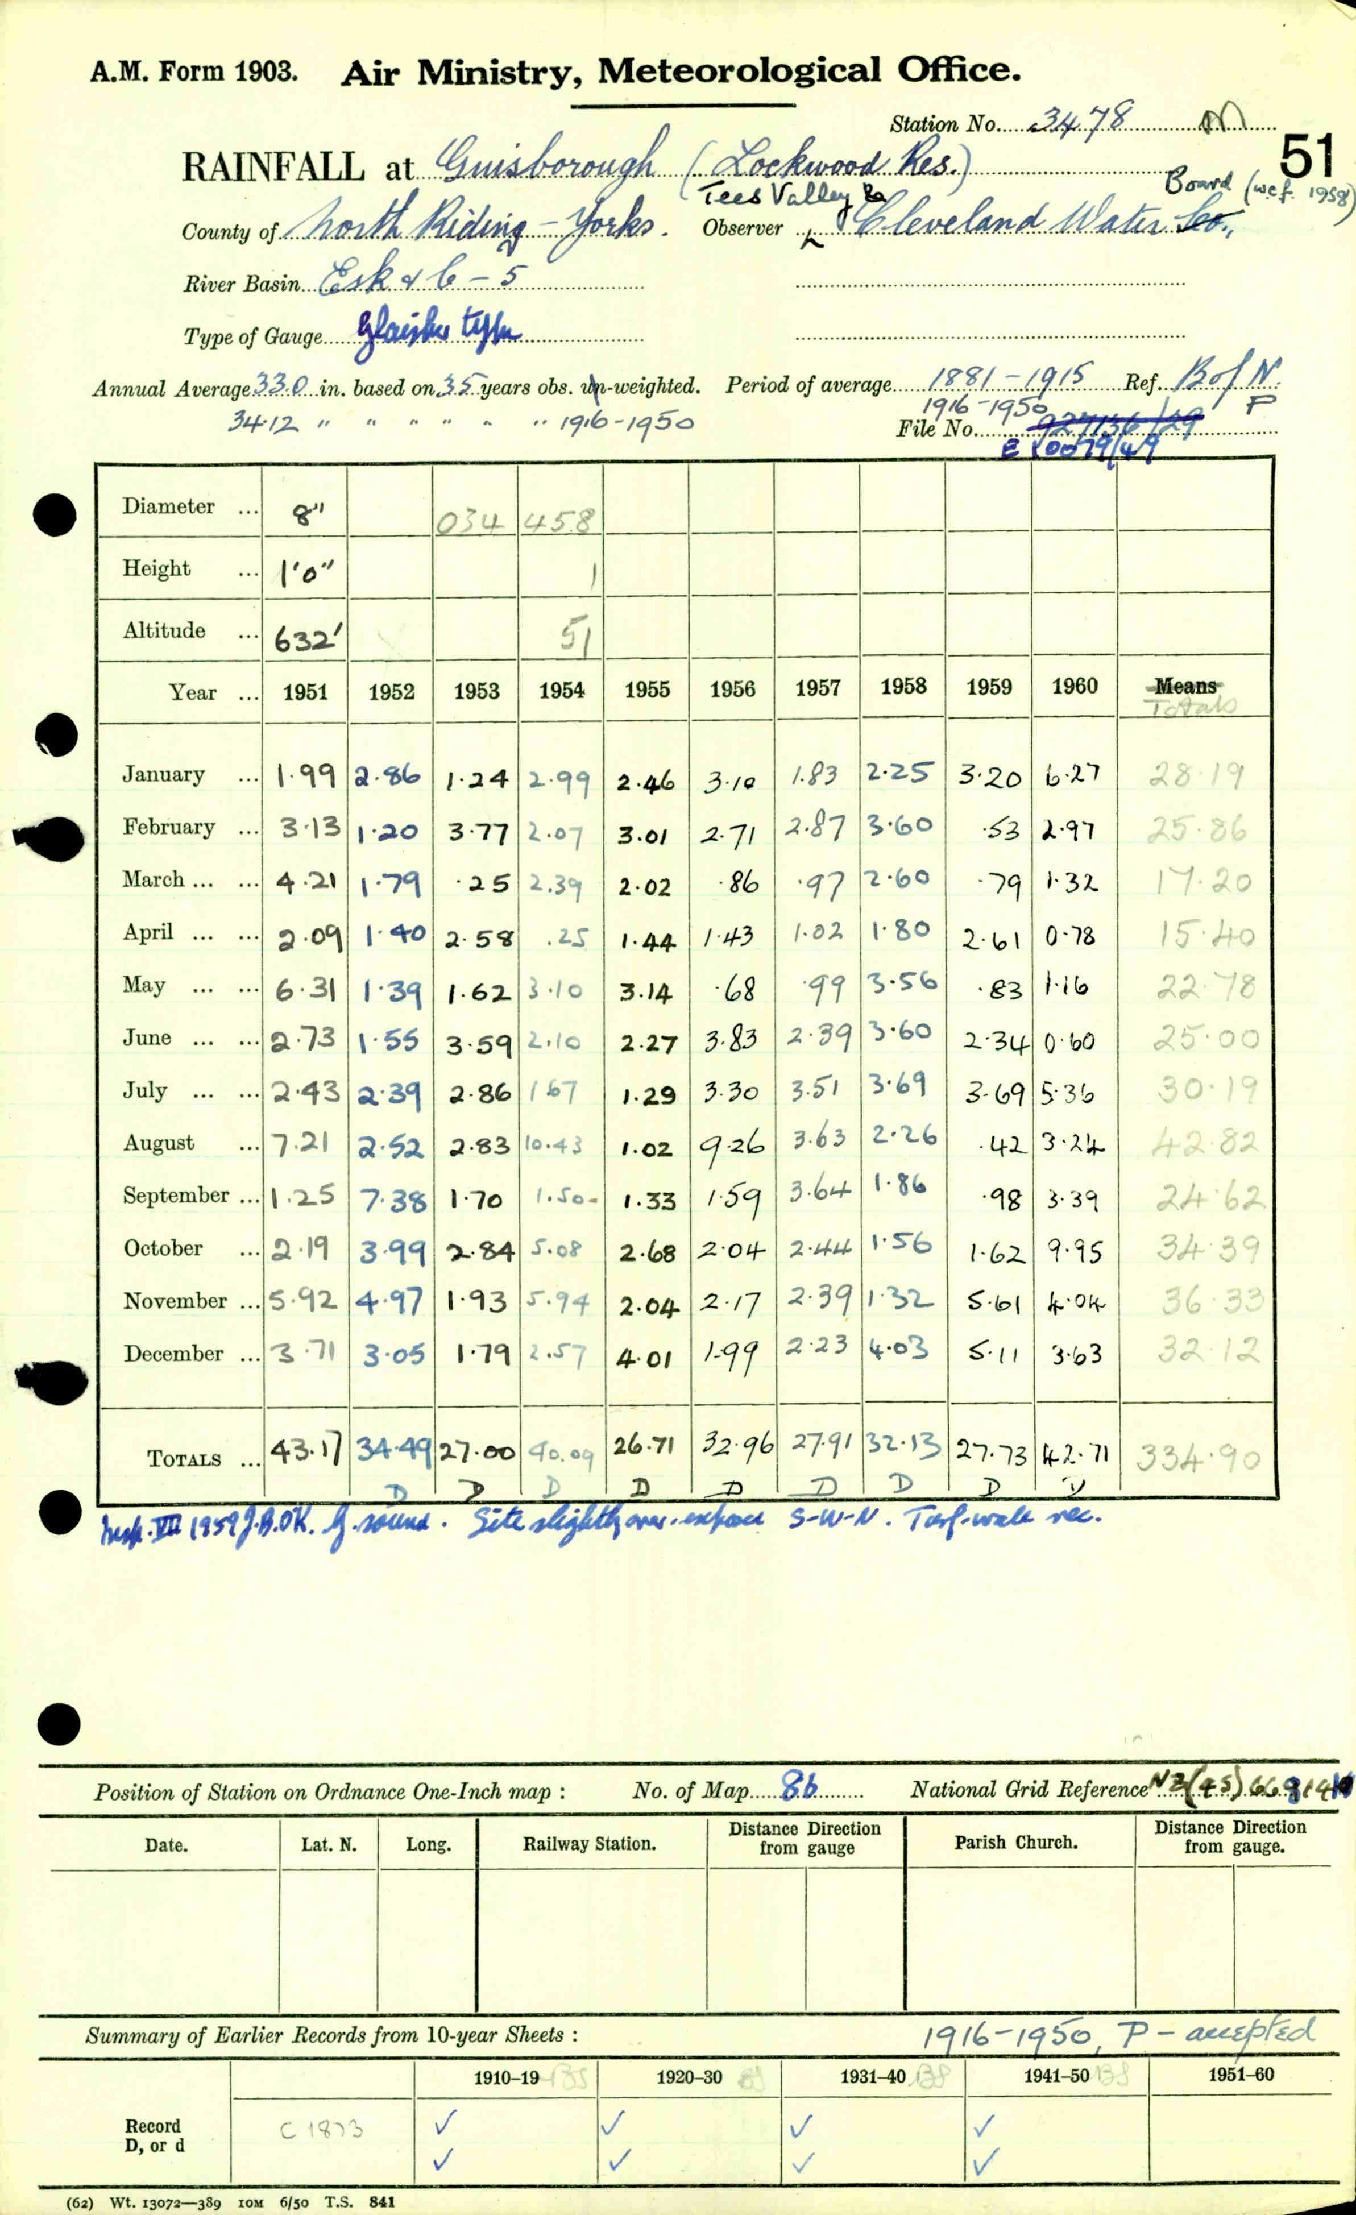 A.M. Form 1903. Air Ministry, Meteorological Office.
Station No. 3478 M
51
RAINFALL at Guisborough (Lockwood Res.)
Tees Valley & Board (w.e.f. 1958)
County of North Riding - Yorks. Observer Cleveland Water Co.,
River Basin Esk & C - 5
Type of Gauge Glaisher type
Annual Average 33.0 in. based on 35 years obs. un-weighted. Period of average 1881-1915 Ref. B of N.
34.12 " " " " " " 1916-1950 1916-1950 P
File No. 927136/29
E 10079/49
Diameter ... 8" 034 458
Height ... 1'0" 1
Altitude ... 632' 51
Year ... 1951 1952 1953 1954 1955 1956 1957 1958 1959 1960 Means
Totals
January ... 1.99 2.86 1.24 2.99 2.46 3.10 1.83 2.25 3.20 6.27 28.19
February ... 3.13 1.20 3.77 2.07 3.01 2.71 2.87 3.60 .53 2.97 25.86
March ... ... 4.21 1.79 .25 2.39 2.02 .86 .97 2.60 .79 1.32 17.20
April ... ... 2.09 1.40 2.58 .25 1.44 1.43 1.02 1.80 2.61 0.78 15.40
May ... ... 6.31 1.39 1.62 3.10 3.14 .68 .99 3.56 .83 1.16 22.78
June ... ... 2.73 1.55 3.59 2.10 2.27 3.83 2.39 3.60 2.34 0.60 25.00
July ... ... 2.43 2.39 2.86 1.67 1.29 3.30 3.51 3.69 3.69 5.36 30.19
August ... 7.21 2.52 2.83 10.43 1.02 9.26 3.63 2.26 .42 3.24 42.82
September ... 1.25 7.38 1.70 1.50 1.33 1.59 3.64 1.86 .98 3.39 24.62
October ... 2.19 3.99 2.84 5.08 2.68 2.04 2.44 1.56 1.62 9.95 34.39
November ... 5.92 4.97 1.93 5.94 2.04 2.17 2.39 1.32 5.61 4.04 36.33
December ... 3.71 3.05 1.79 2.57 4.01 1.99 2.23 4.03 5.11 3.63 32.12
TOTALS ... 43.17 34.49 27.00 40.09 26.71 32.96 27.91 32.13 27.73 42.71 334.90
D D D D D D D D D
Insp. VII 1959 J.B.OK. G. sound. Site slightly over-exposed S-W-N. Turf-wall rec.
Position of Station on Ordnance One-Inch map : No. of Map 86 National Grid Reference NZ(45)
Date. Lat. N. Long. Railway Station. Distance Direction from gauge Parish Church. Distance Direction from gauge.
Summary of Earlier Records from 10-year Sheets : 1916-1950, P - accepted
1910–19 1920–30 1931–40 138 1941–50 138 1951–60
Record C 1873 ✓ ✓ ✓ ✓
D, or d ✓ ✓ ✓ ✓
(62) Wt. 13072—389 10M 6/50 T.S. 841